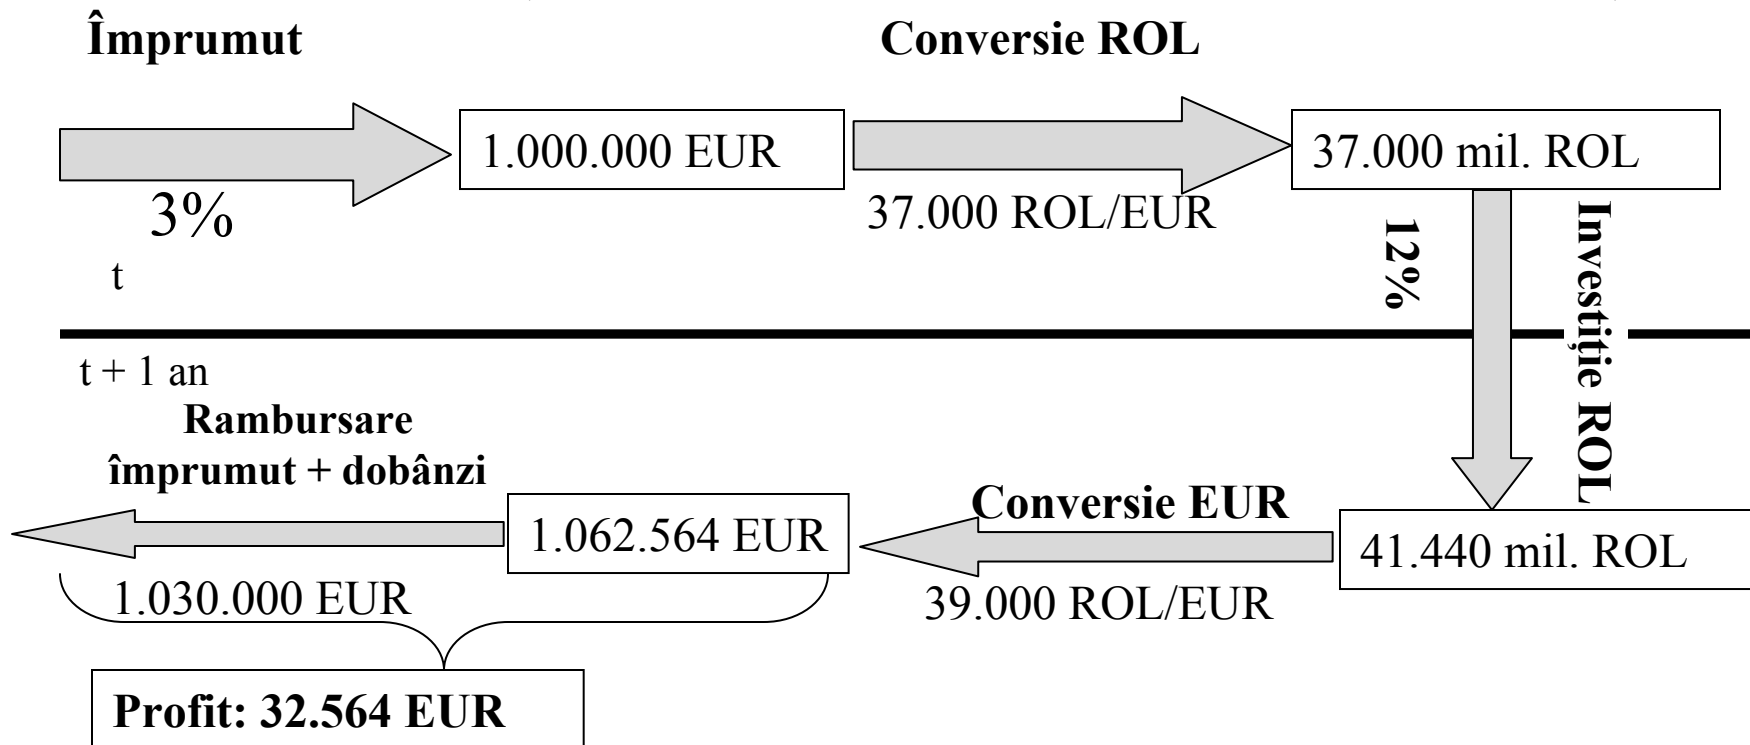 Împrumut
Conversie ROL
1.000.000 EUR
37.000 mil. ROL
3%
37.000 ROL/EUR
12%
Investiţie ROL
t
t + 1 an
Rambursare
împrumut + dobânzi
1.062.564 EUR
Conversie EUR
41.440 mil. ROL
1.030.000 EUR
39.000 ROL/EUR
Profit: 32.564 EUR